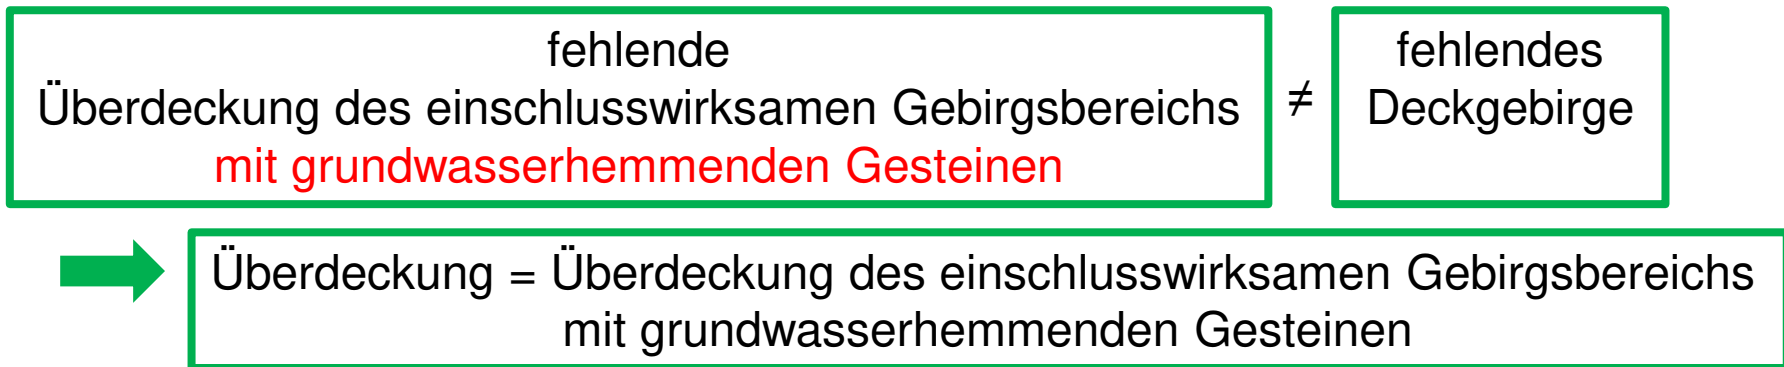 fehlende
Überdeckung des einschlusswirksamen Gebirgsbereichs
mit grundwasserhemmenden Gesteinen
≠
fehlendes
Deckgebirge
Überdeckung = Überdeckung des einschlusswirksamen Gebirgsbereichs
mit grundwasserhemmenden Gesteinen